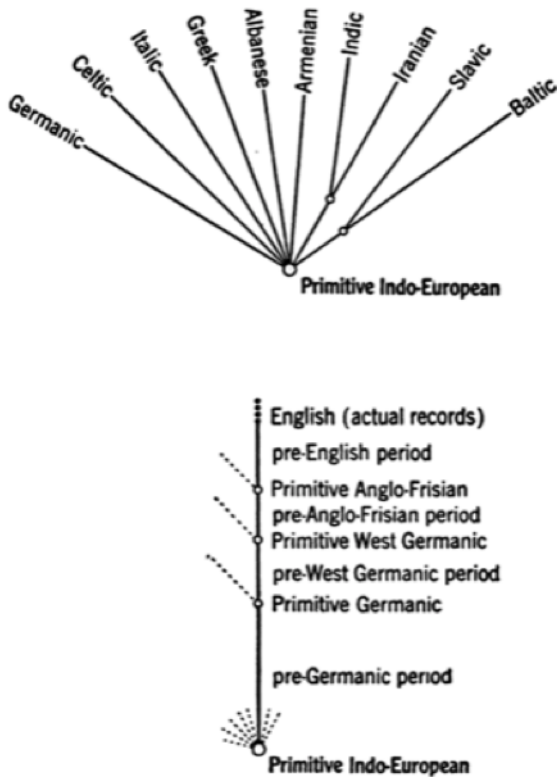 Germanic
Celtic
Italic
Greek
Albanese
Armenian
Indic
Iranian
Slavic
Baltic
Primitive Indo-European
English (actual records)
pre-English period
Primitive Anglo-Frisian
pre-Anglo-Frisian period
Primitive West Germanic
pre-West Germanic period
Primitive Germanic
pre-Germanic period
Primitive Indo-European